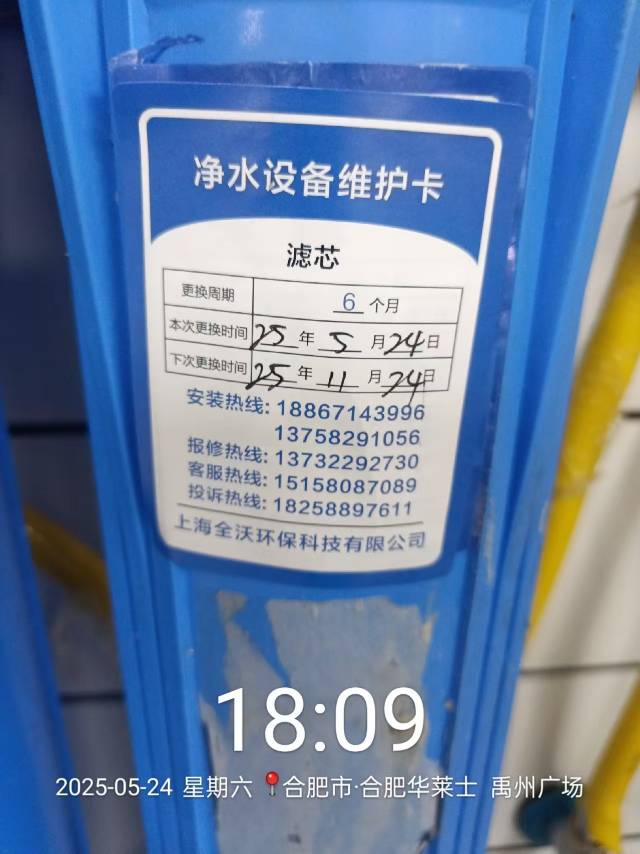 净水设备维护卡
滤芯
更换周期 6 个月
本次更换时间 25 年 5 月 24 日
下次更换时间 25 年 11 月 24 日
安装热线: 18867143996
13758291056
报修热线: 13732292730
客服热线: 15158087089
投诉热线: 18258897611
上海全沃环保科技有限公司
18:09
2025-05-24 星期六 📍合肥市·合肥华莱士 禹州广场